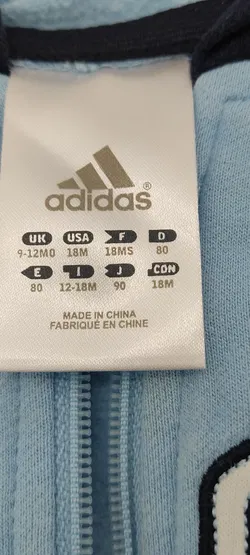 adidas®
UK USA F D
9-12MO 18M 18MS 80
E I J CON
80 12-18M 90 18M
MADE IN CHINA
FABRIQUÉ EN CHINE